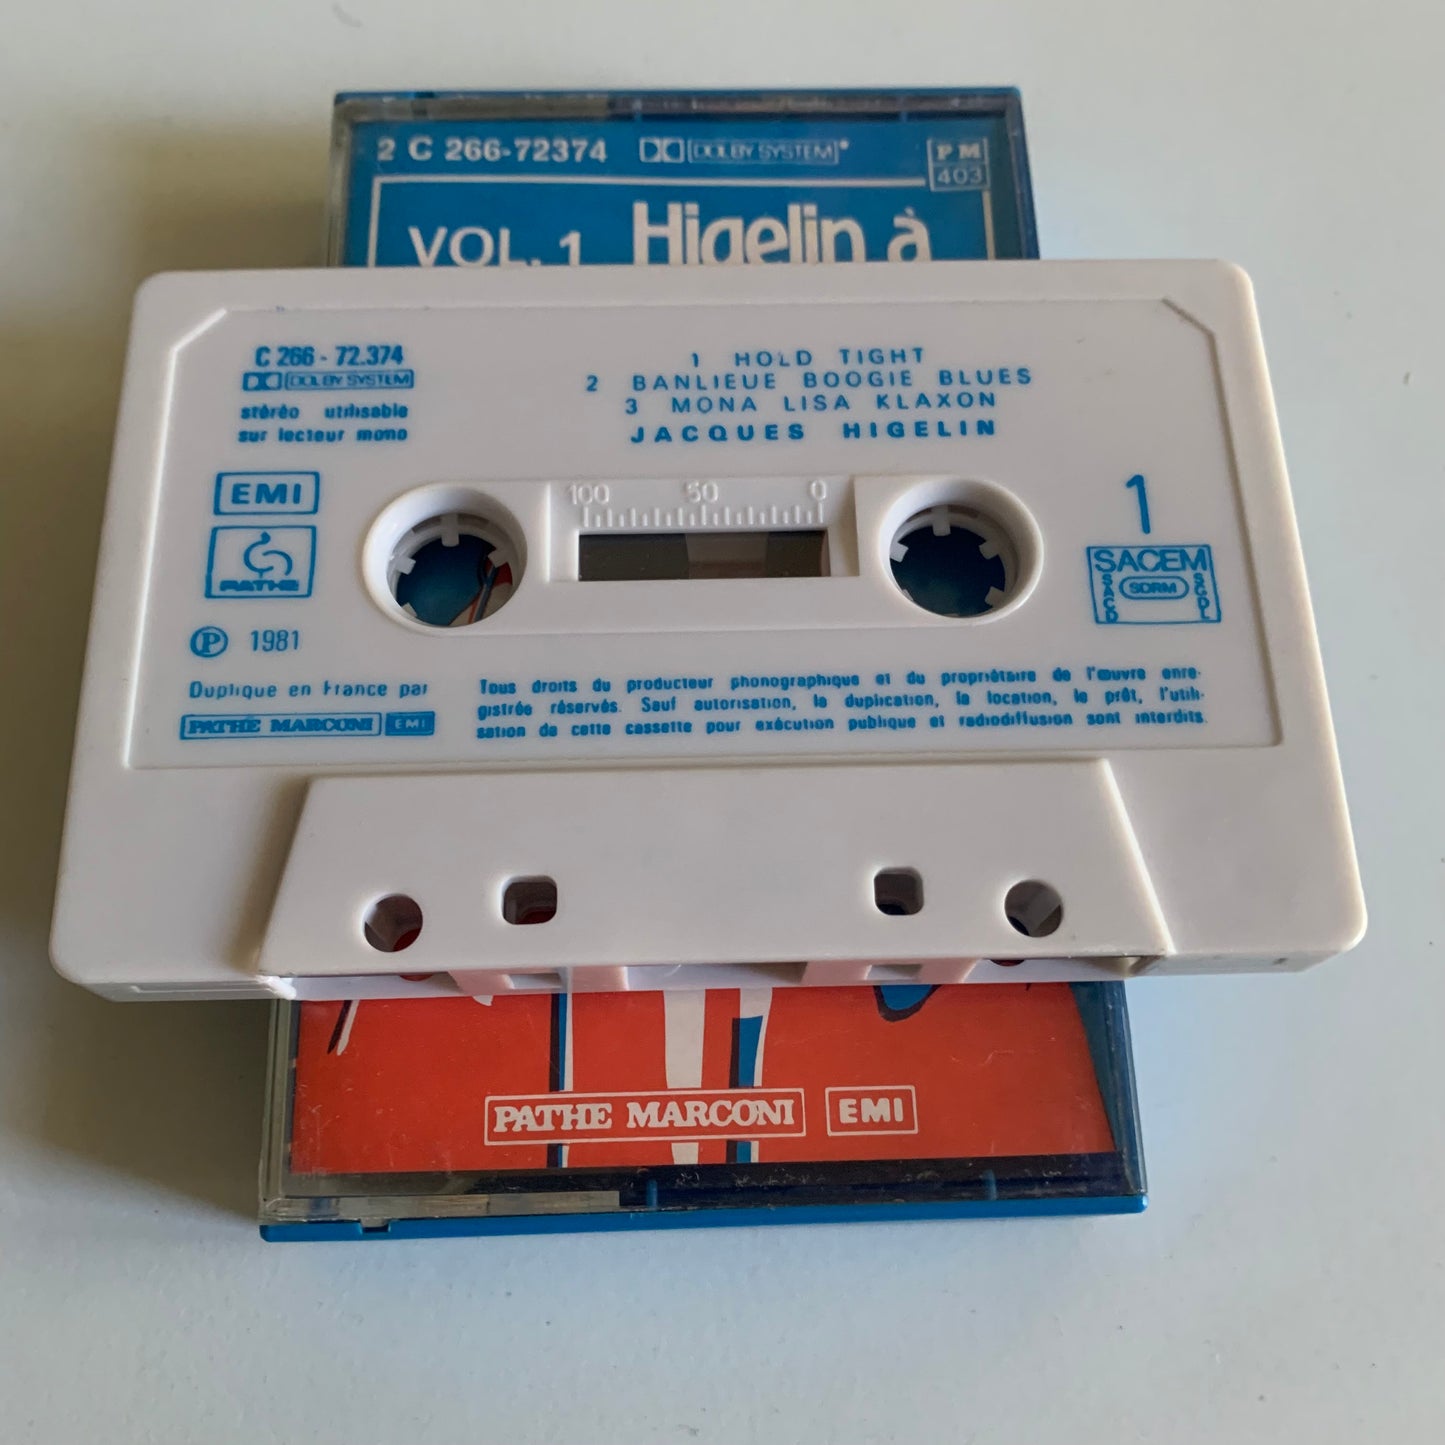 2 C 266-72374 DOLBY SYSTEM* PM
403
VOL. 1 Higelin à
C 266 - 72.374
DOLBY SYSTEM
stéréo utilisable
sur lecteur mono
1 HOLD TIGHT
2 BANLIEUE BOOGIE BLUES
3 MONA LISA KLAXON
JACQUES HIGELIN
EMI
PATHE
100 50 0
1
SACEM
SACD SDRM SGDL
Ⓟ 1981
Duplique en France par
PATHE MARCONI EMI
Tous droits du producteur phonographique et du propriétaire de l'œuvre enre-
gistrée réservés. Sauf autorisation, la duplication, la location, le prêt, l'utili-
sation de cette cassette pour exécution publique et radiodiffusion sont interdits.
PATHE MARCONI EMI